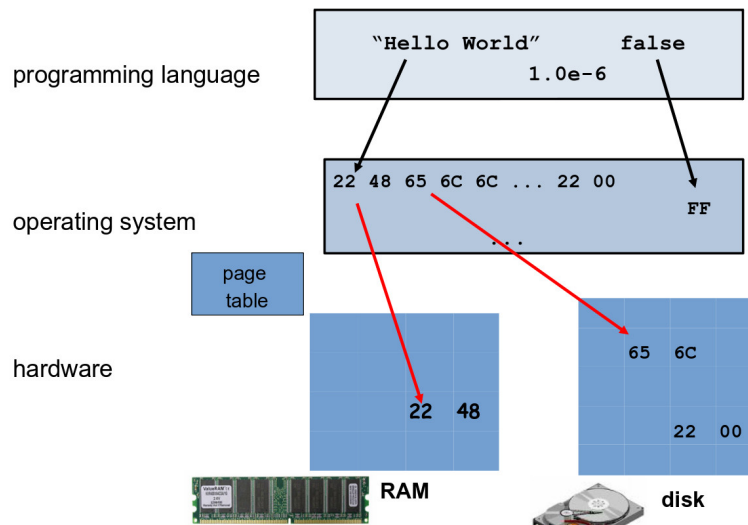 “Hello World” false
programming language
1.0e-6
22 48 65 6C 6C ... 22 00
FF
operating system
...
page
table
65 6C
hardware
22 48
22 00
RAM
disk